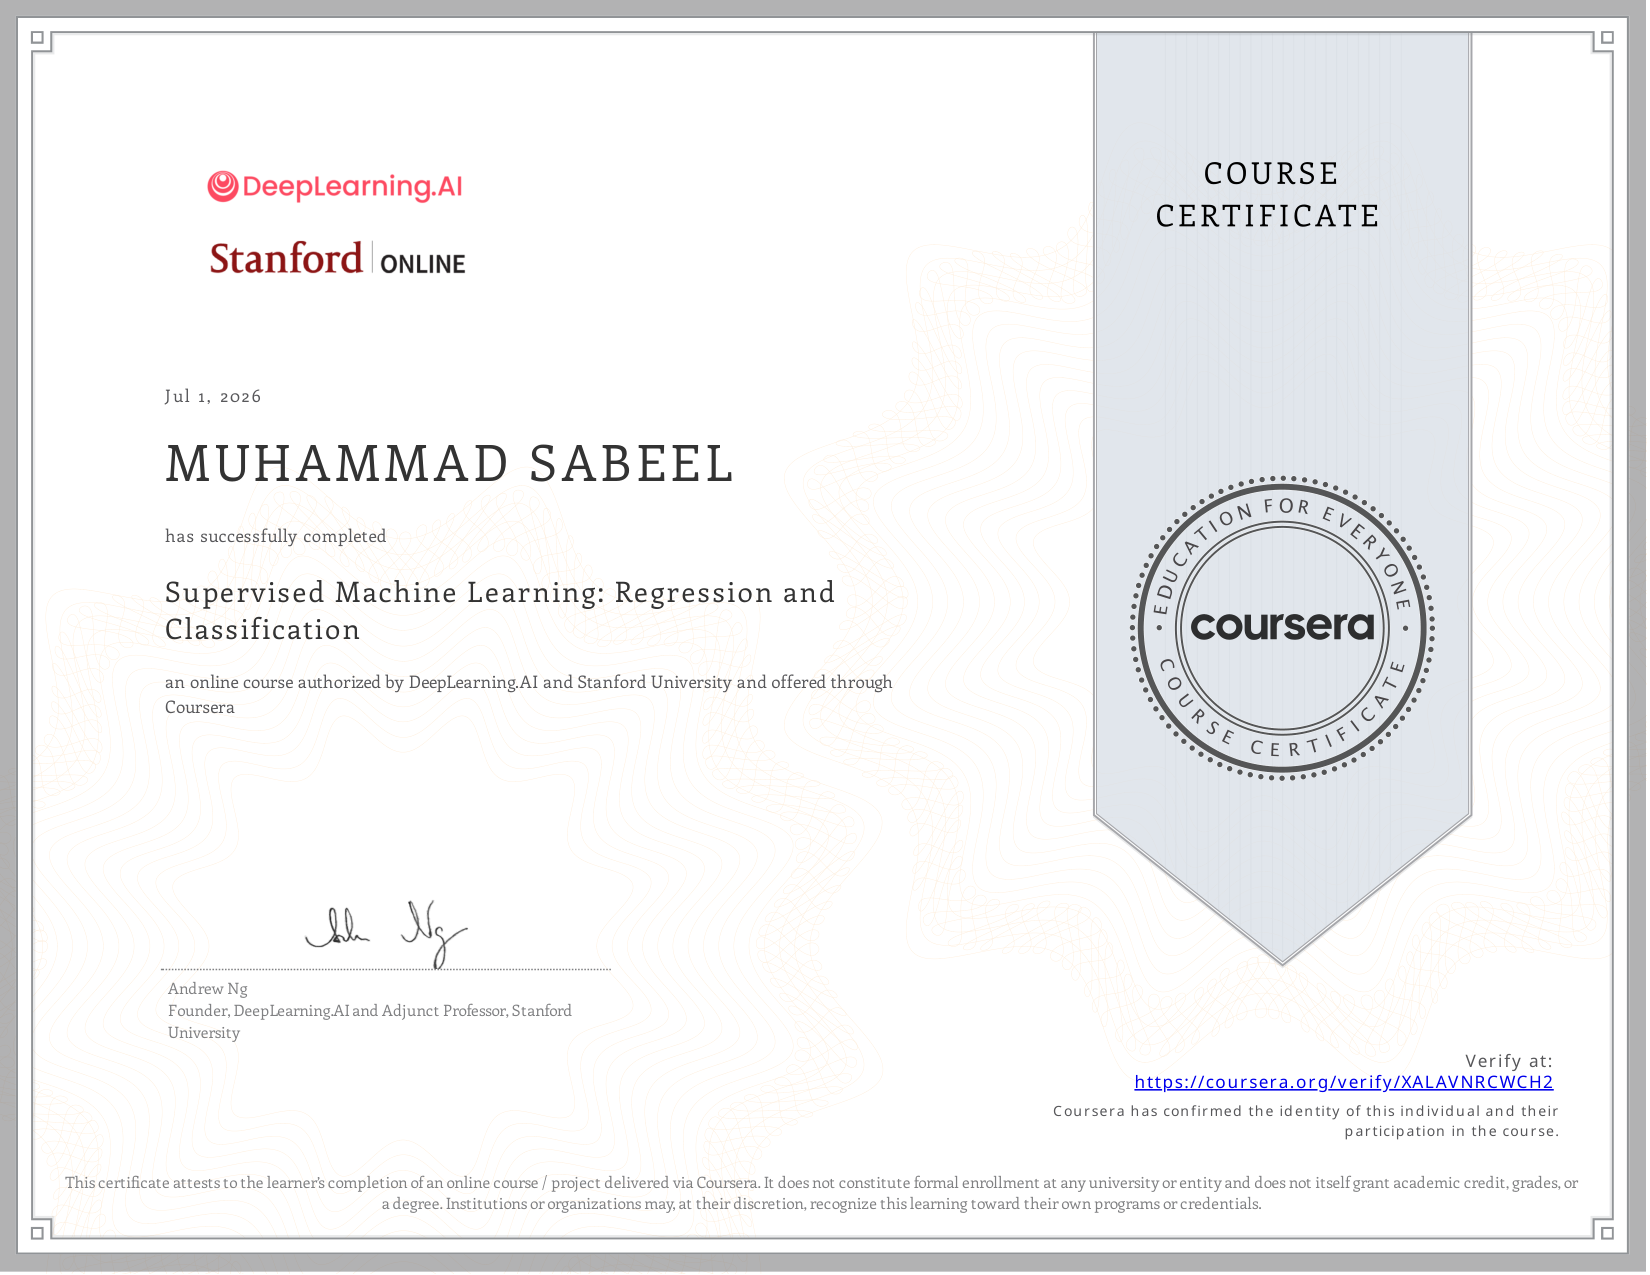 DeepLearning.AI
Stanford | ONLINE
COURSE
CERTIFICATE
Jul 1, 2026
MUHAMMAD SABEEL
has successfully completed
Supervised Machine Learning: Regression and
Classification
an online course authorized by DeepLearning.AI and Stanford University and offered through
Coursera
EDUCATION FOR EVERYONE
coursera
COURSE CERTIFICATE
Andrew Ng
Founder, DeepLearning.AI and Adjunct Professor, Stanford
University
Verify at:
https://coursera.org/verify/XALAVNRCWCH2
Coursera has confirmed the identity of this individual and their
participation in the course.
This certificate attests to the learner's completion of an online course / project delivered via Coursera. It does not constitute formal enrollment at any university or entity and does not itself grant academic credit, grades, or
a degree. Institutions or organizations may, at their discretion, recognize this learning toward their own programs or credentials.